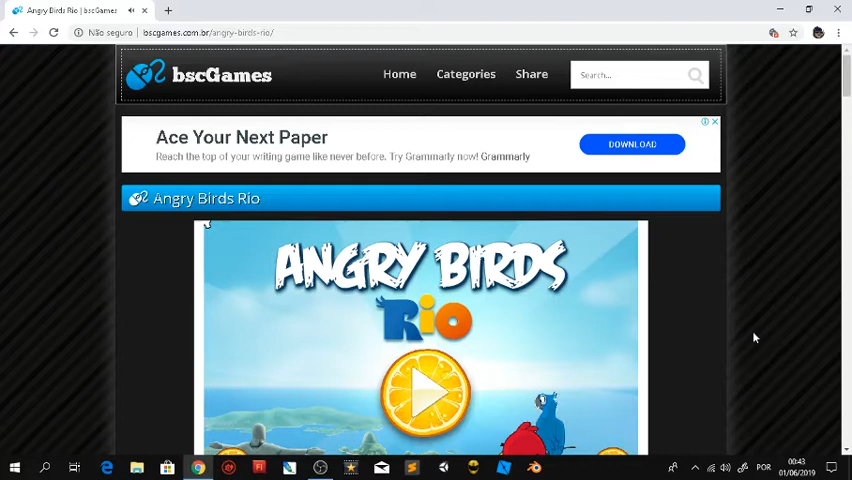 Angry Birds Rio | bscGames
Não seguro
bscgames.com.br/angry-birds-rio/
bscGames
Home
Categories
Share
Search...
Ace Your Next Paper
Reach the top of your writing game like never before. Try Grammarly now! Grammarly
DOWNLOAD
Angry Birds Rio
ANGRY BIRDS
Rio
POR
00:43
01/06/2019